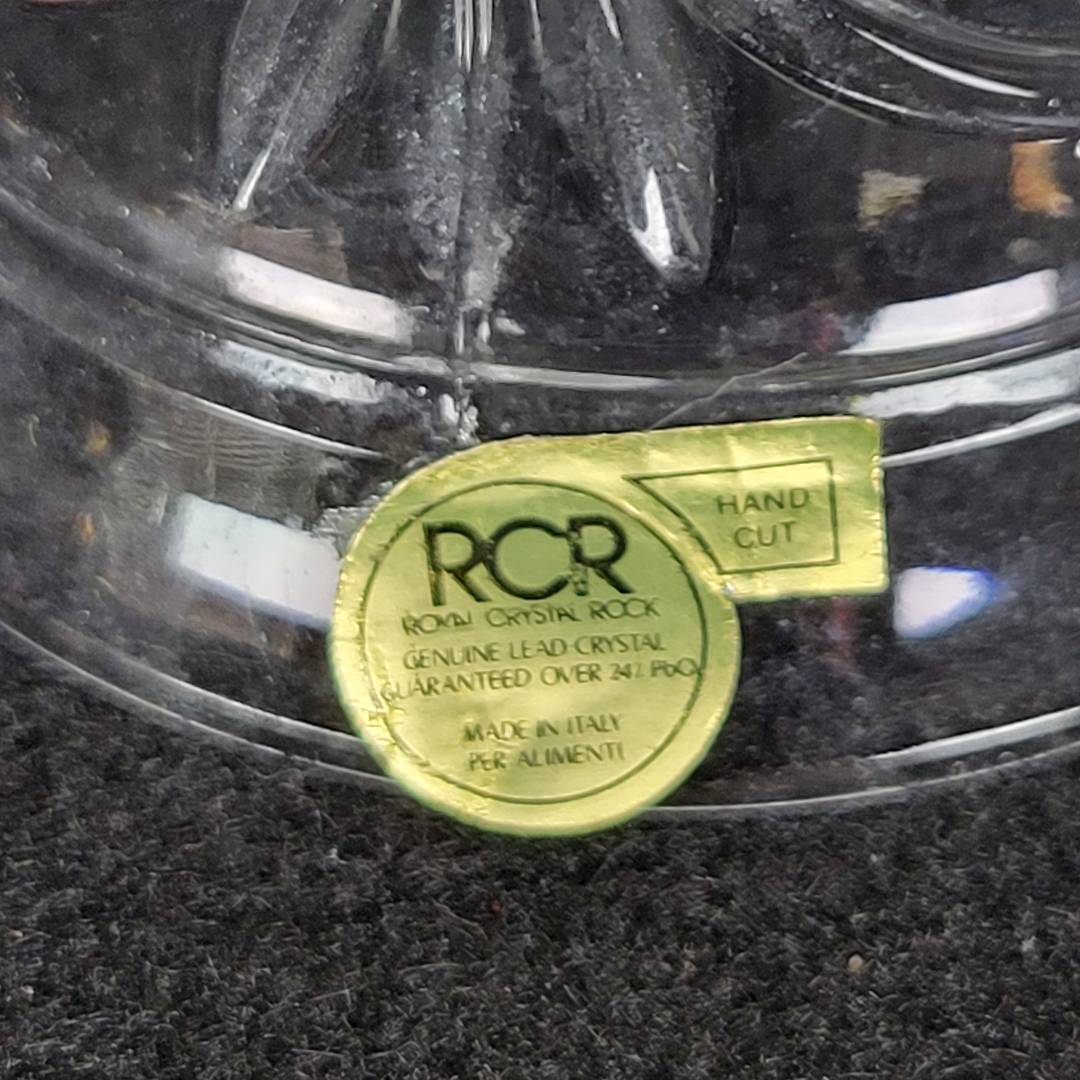 RCR
ROYAL CRYSTAL ROCK
GENUINE LEAD CRYSTAL
GUARANTEED OVER 24% PbO
MADE IN ITALY
PER ALIMENTI
HAND
CUT